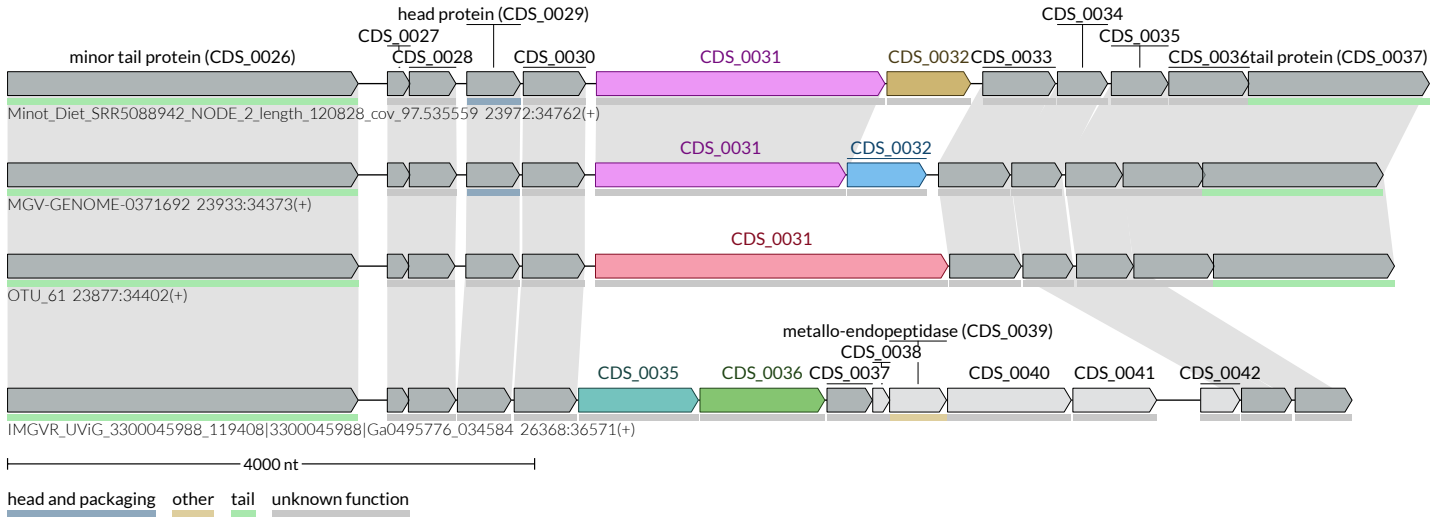 head protein (CDS_0029) CDS_0034
CDS_0027 CDS_0035
minor tail protein (CDS_0026) CDS_0028 CDS_0030 CDS_0031 CDS_0032 CDS_0033 CDS_0036 tail protein (CDS_0037)
Minot_Diet_SRR5088942_NODE_2_length_120828_cov_97.535559 23972:34762(+)
CDS_0031 CDS_0032
MGV-GENOME-0371692 23933:34373(+)
CDS_0031
OTU_61 23877:34402(+)
metallo-endopeptidase (CDS_0039)
CDS_0038
CDS_0035 CDS_0036 CDS_0037 CDS_0040 CDS_0041 CDS_0042
IMGVR_UViG_3300045988_119408|3300045988|Ga0495776_034584 26368:36571(+)
4000 nt
head and packaging other tail unknown function